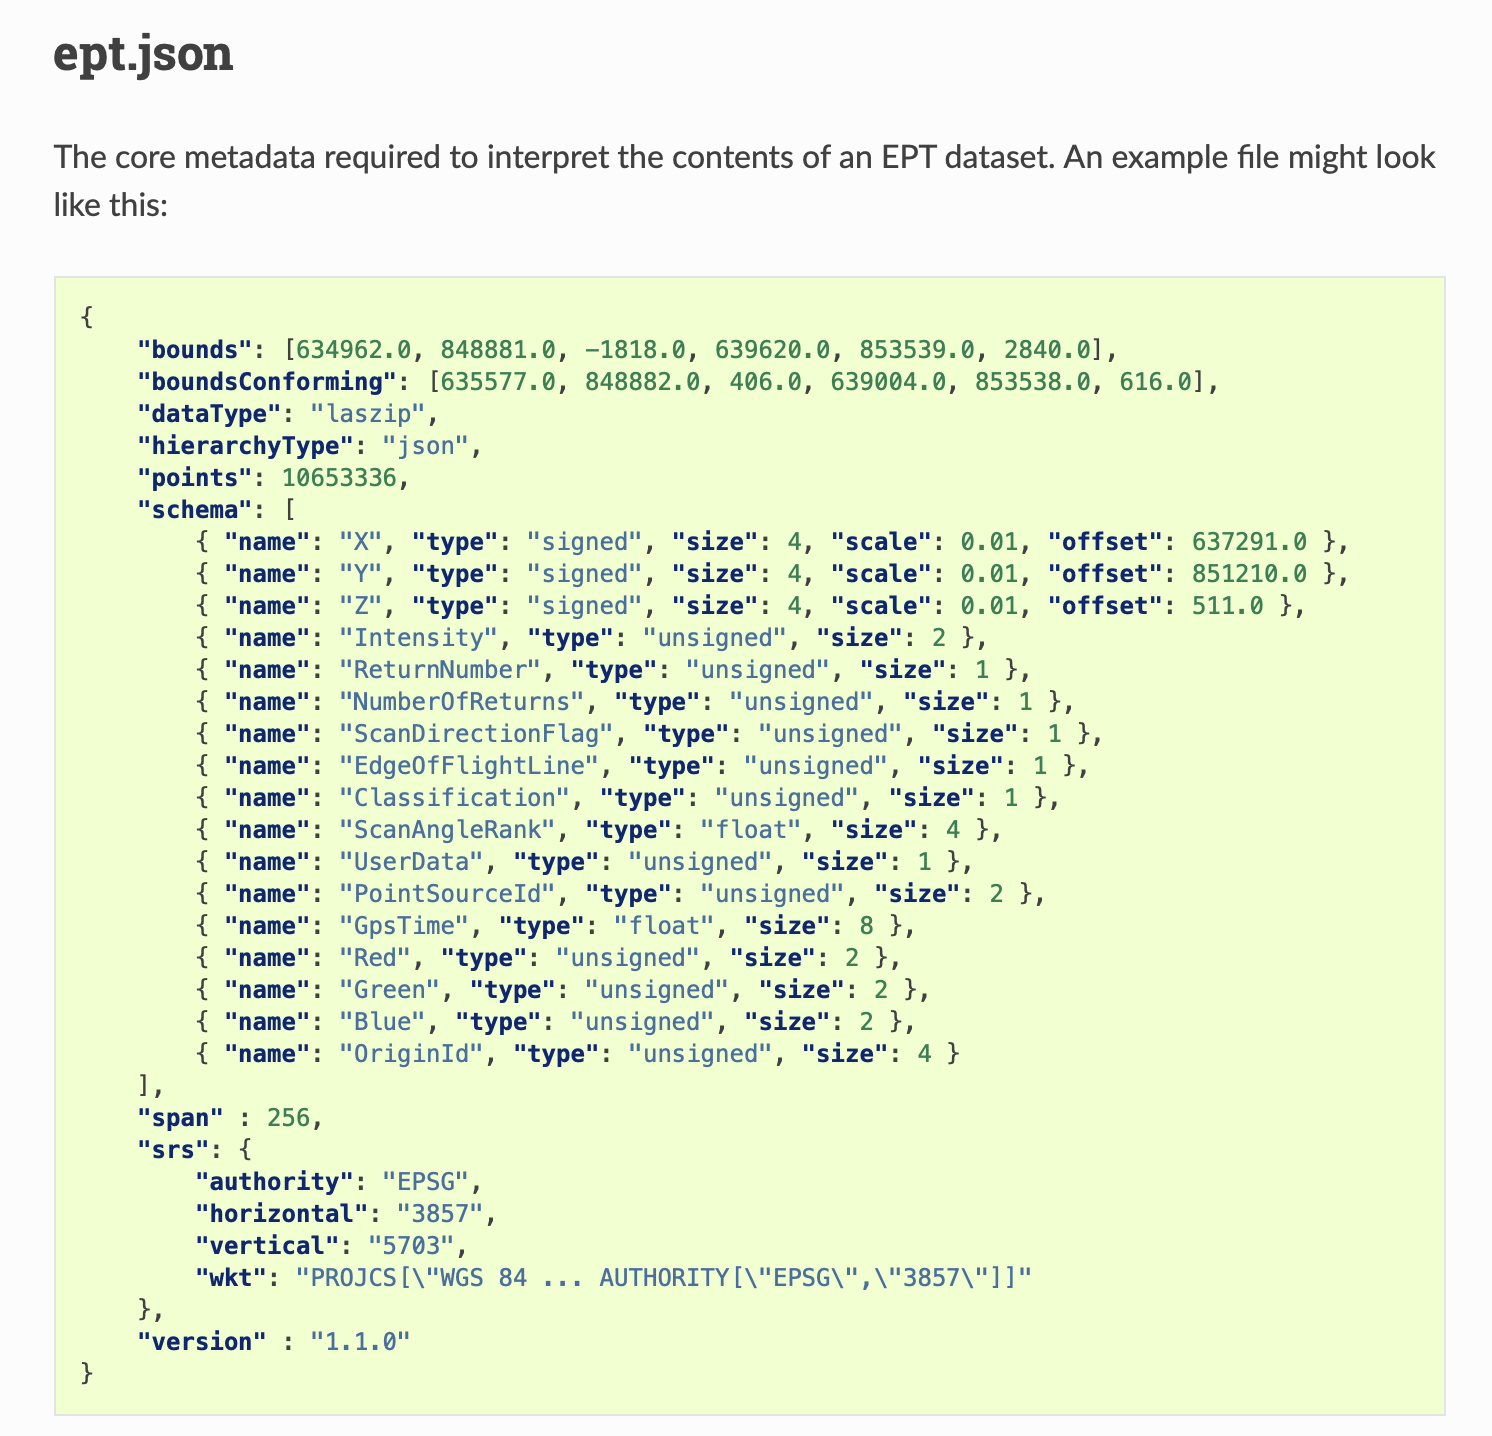 ept.json
The core metadata required to interpret the contents of an EPT dataset. An example file might look
like this:
{
    "bounds": [634962.0, 848881.0, −1818.0, 639620.0, 853539.0, 2840.0],
    "boundsConforming": [635577.0, 848882.0, 406.0, 639004.0, 853538.0, 616.0],
    "dataType": "laszip",
    "hierarchyType": "json",
    "points": 10653336,
    "schema": [
        { "name": "X", "type": "signed", "size": 4, "scale": 0.01, "offset": 637291.0 },
        { "name": "Y", "type": "signed", "size": 4, "scale": 0.01, "offset": 851210.0 },
        { "name": "Z", "type": "signed", "size": 4, "scale": 0.01, "offset": 511.0 },
        { "name": "Intensity", "type": "unsigned", "size": 2 },
        { "name": "ReturnNumber", "type": "unsigned", "size": 1 },
        { "name": "NumberOfReturns", "type": "unsigned", "size": 1 },
        { "name": "ScanDirectionFlag", "type": "unsigned", "size": 1 },
        { "name": "EdgeOfFlightLine", "type": "unsigned", "size": 1 },
        { "name": "Classification", "type": "unsigned", "size": 1 },
        { "name": "ScanAngleRank", "type": "float", "size": 4 },
        { "name": "UserData", "type": "unsigned", "size": 1 },
        { "name": "PointSourceId", "type": "unsigned", "size": 2 },
        { "name": "GpsTime", "type": "float", "size": 8 },
        { "name": "Red", "type": "unsigned", "size": 2 },
        { "name": "Green", "type": "unsigned", "size": 2 },
        { "name": "Blue", "type": "unsigned", "size": 2 },
        { "name": "OriginId", "type": "unsigned", "size": 4 }
    ],
    "span" : 256,
    "srs": {
        "authority": "EPSG",
        "horizontal": "3857",
        "vertical": "5703",
        "wkt": "PROJCS[\"WGS 84 ... AUTHORITY[\"EPSG\",\"3857\"]]"
    },
    "version" : "1.1.0"
}